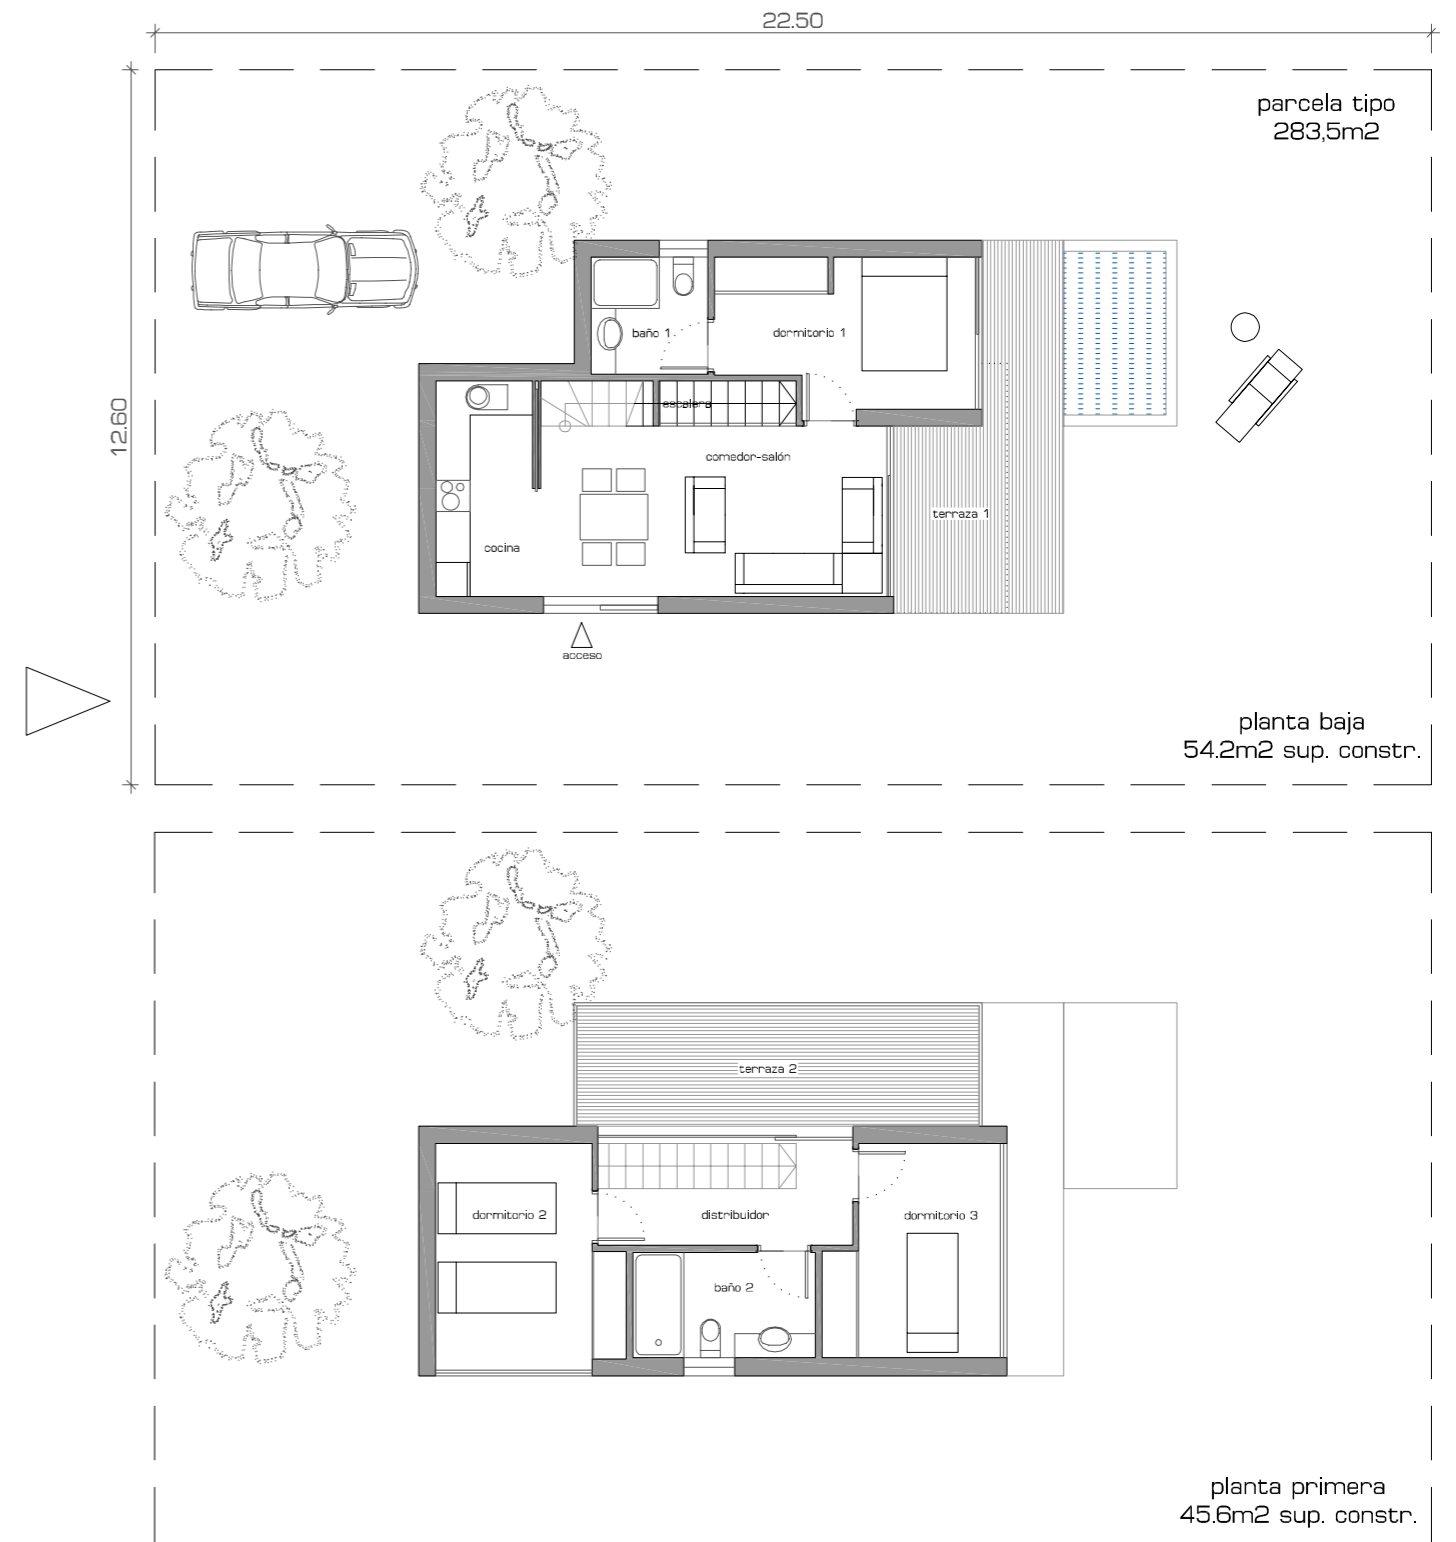 22.50
parcela tipo
283,5m2
12.60
baño 1
dormitorio 1
escalera
comedor-salón
terraza 1
cocina
acceso
planta baja
54.2m2 sup. constr.
terraza 2
dormitorio 2
distribuidor
dormitorio 3
baño 2
planta primera
45.6m2 sup. constr.